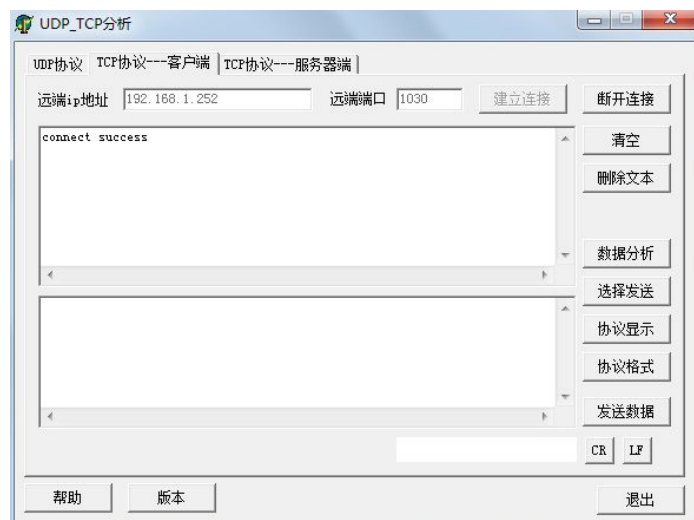 UDP_TCP分析
UDP协议 TCP协议---客户端 TCP协议---服务器端
远端ip地址 192.168.1.252 远端端口 1030 建立连接 断开连接
connect success
清空
删除文本
数据分析
选择发送
协议显示
协议格式
发送数据
CR LF
帮助 版本 退出